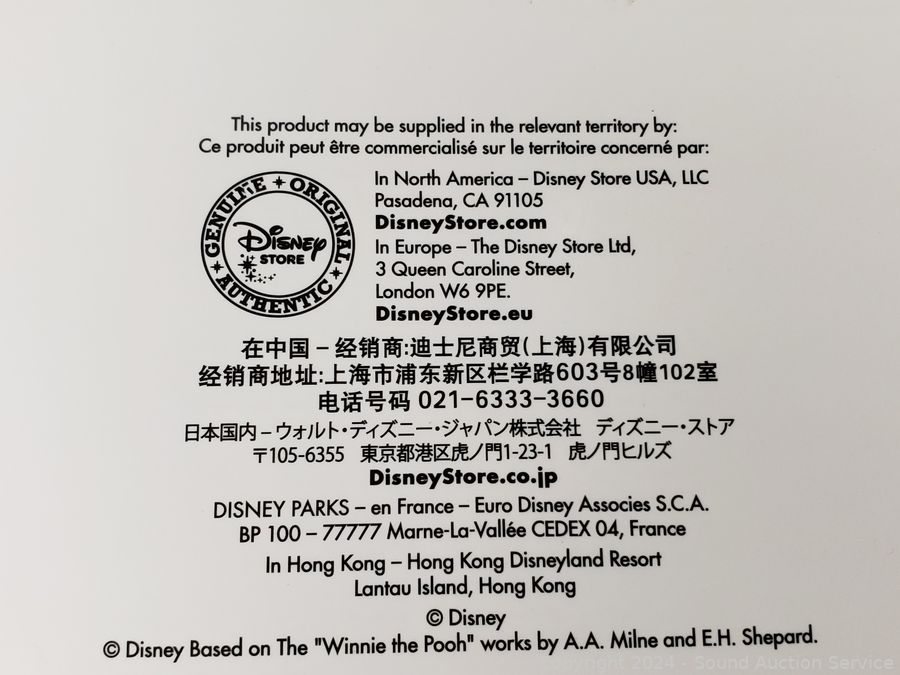 This product may be supplied in the relevant territory by:
Ce produit peut être commercialisé sur le territoire concerné par:
GENUINE ORIGINAL
AUTHENTIC
Disney
STORE
In North America – Disney Store USA, LLC
Pasadena, CA 91105
DisneyStore.com
In Europe – The Disney Store Ltd,
3 Queen Caroline Street,
London W6 9PE.
DisneyStore.eu
在中国 – 经销商:迪士尼商贸(上海)有限公司
经销商地址:上海市浦东新区栏学路603号8幢102室
电话号码 021-6333-3660
日本国内 – ウォルト・ディズニー・ジャパン株式会社 ディズニー・ストア
〒105-6355 東京都港区虎ノ門1-23-1 虎ノ門ヒルズ
DisneyStore.co.jp
DISNEY PARKS – en France – Euro Disney Associes S.C.A.
BP 100 – 77777 Marne-La-Vallée CEDEX 04, France
In Hong Kong – Hong Kong Disneyland Resort
Lantau Island, Hong Kong
© Disney
© Disney Based on The "Winnie the Pooh" works by A.A. Milne and E.H. Shepard.
Copyright 2024 - Sound Auction Service